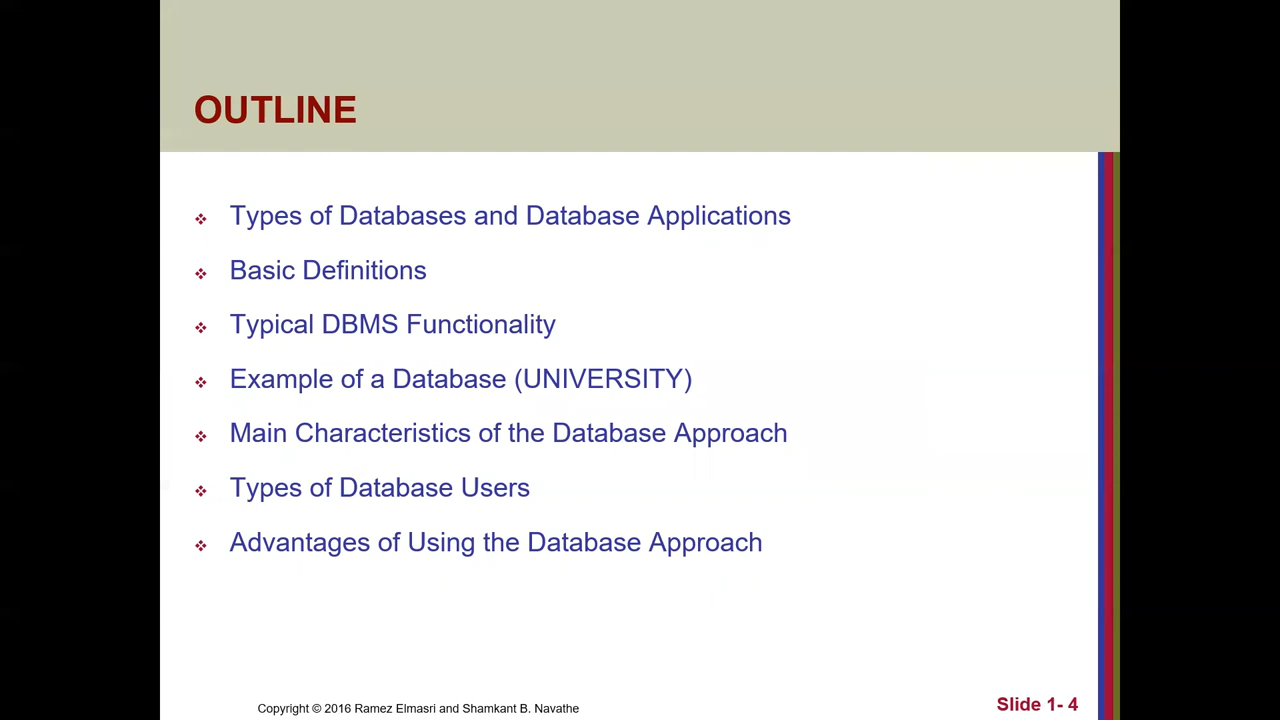 OUTLINE
Types of Databases and Database Applications
Basic Definitions
Typical DBMS Functionality
Example of a Database (UNIVERSITY)
Main Characteristics of the Database Approach
Types of Database Users
Advantages of Using the Database Approach
Copyright © 2016 Ramez Elmasri and Shamkant B. Navathe
Slide 1- 4